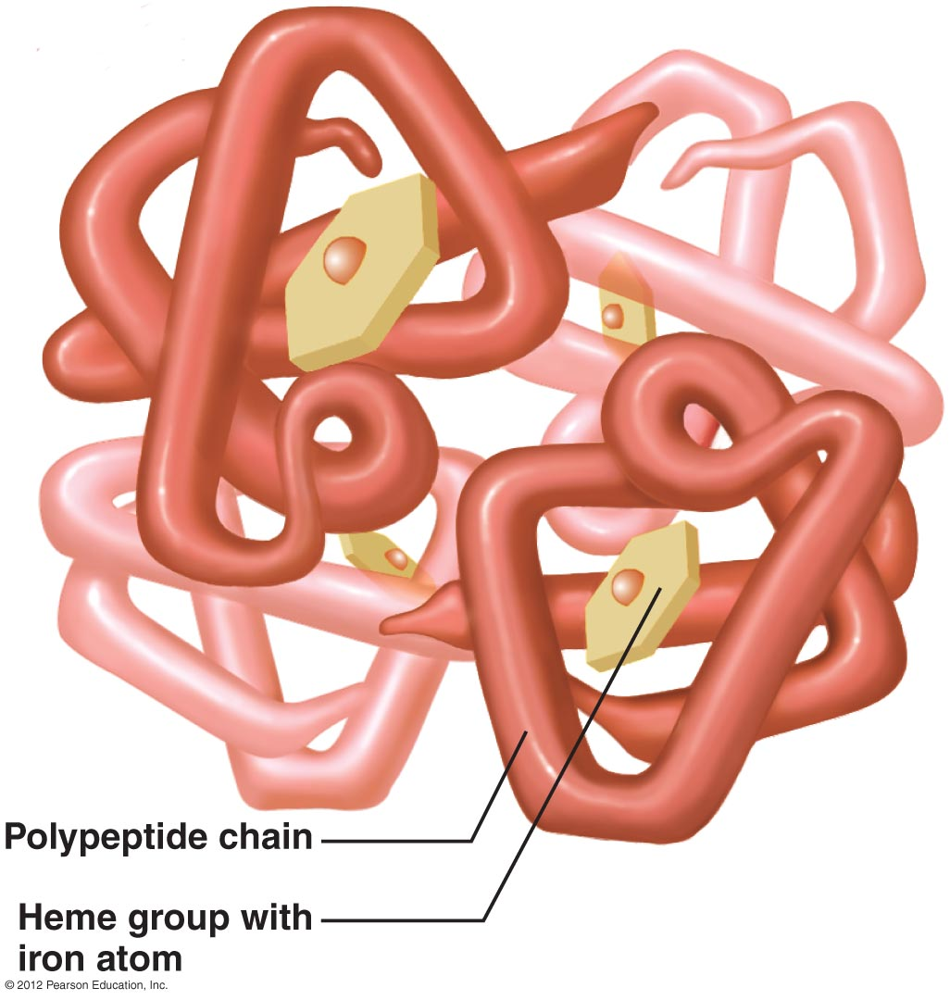 Polypeptide chain
Heme group with
iron atom
© 2012 Pearson Education, Inc.